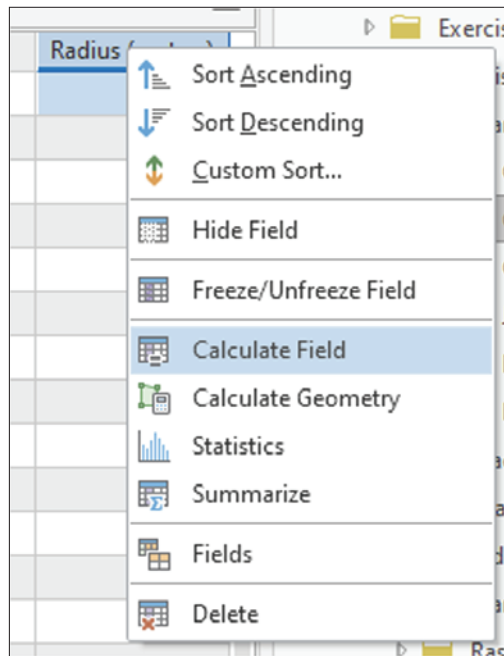 Exercis
Radius (
Sort Ascending
Sort Descending
Custom Sort...
Hide Field
Freeze/Unfreeze Field
Calculate Field
Calculate Geometry
Statistics
Summarize
Fields
Delete
Ras